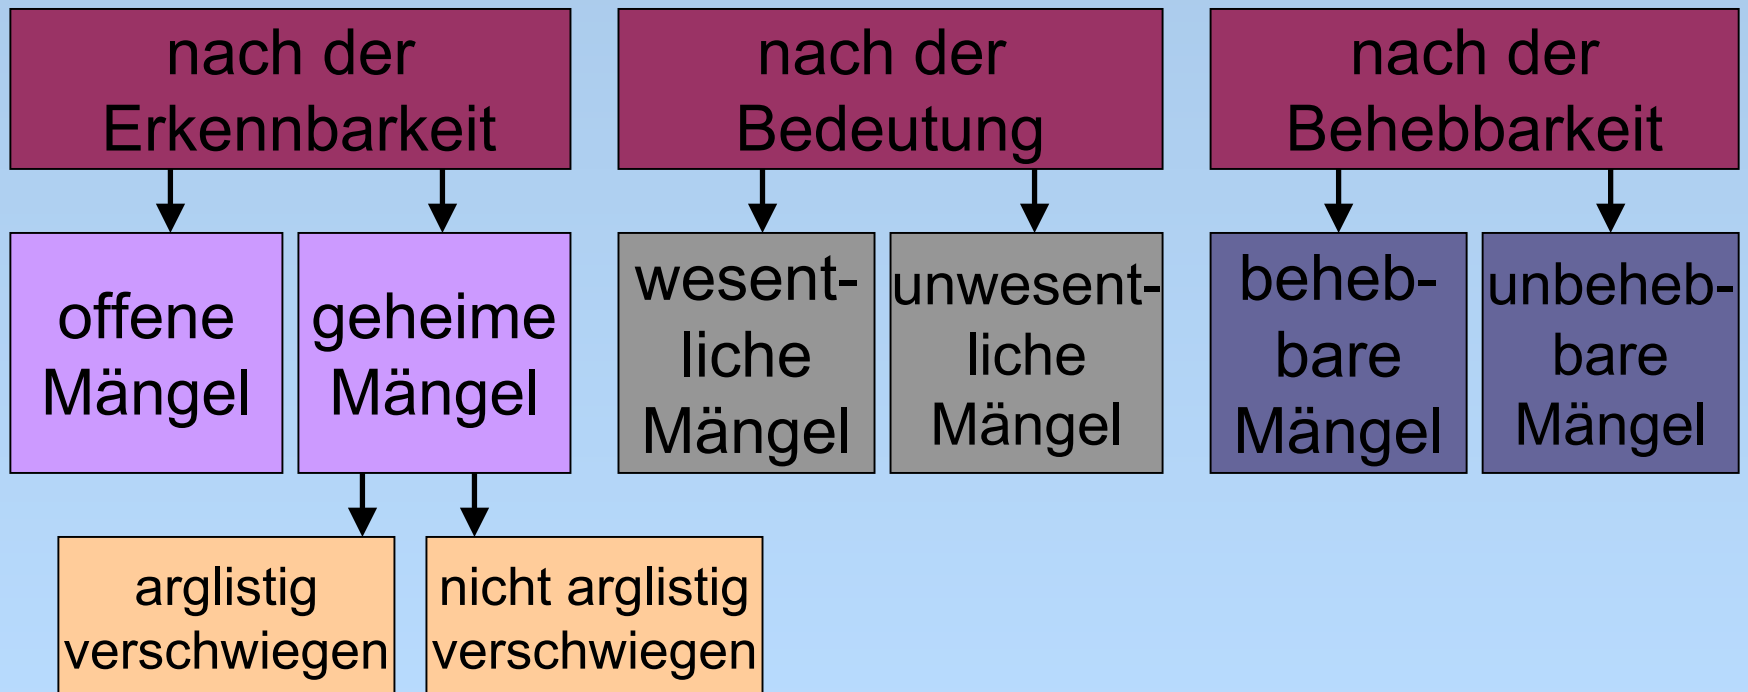 nach der
Erkennbarkeit
nach der
Bedeutung
nach der
Behebbarkeit
offene
Mängel
geheime
Mängel
wesent-
liche
Mängel
unwesent-
liche
Mängel
beheb-
bare
Mängel
unbeheb-
bare
Mängel
arglistig
verschwiegen
nicht arglistig
verschwiegen